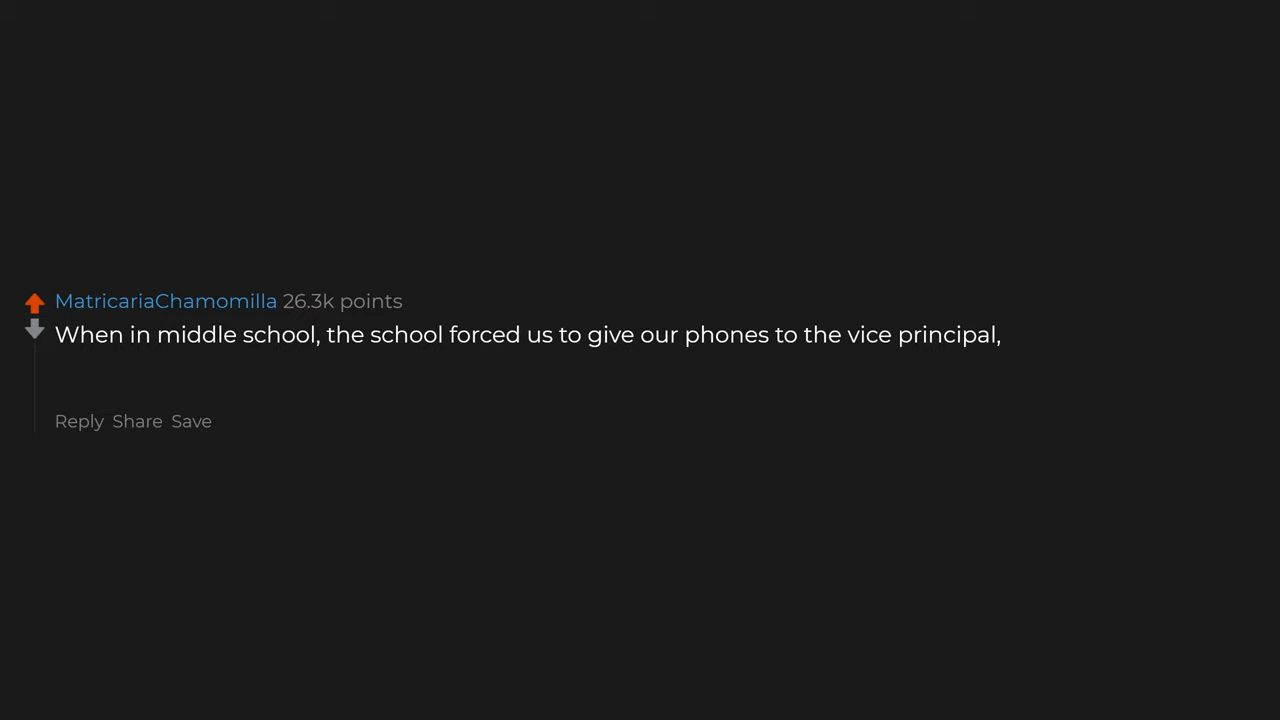 MatricariaChamomilla 26.3k points
When in middle school, the school forced us to give our phones to the vice principal,
Reply Share Save